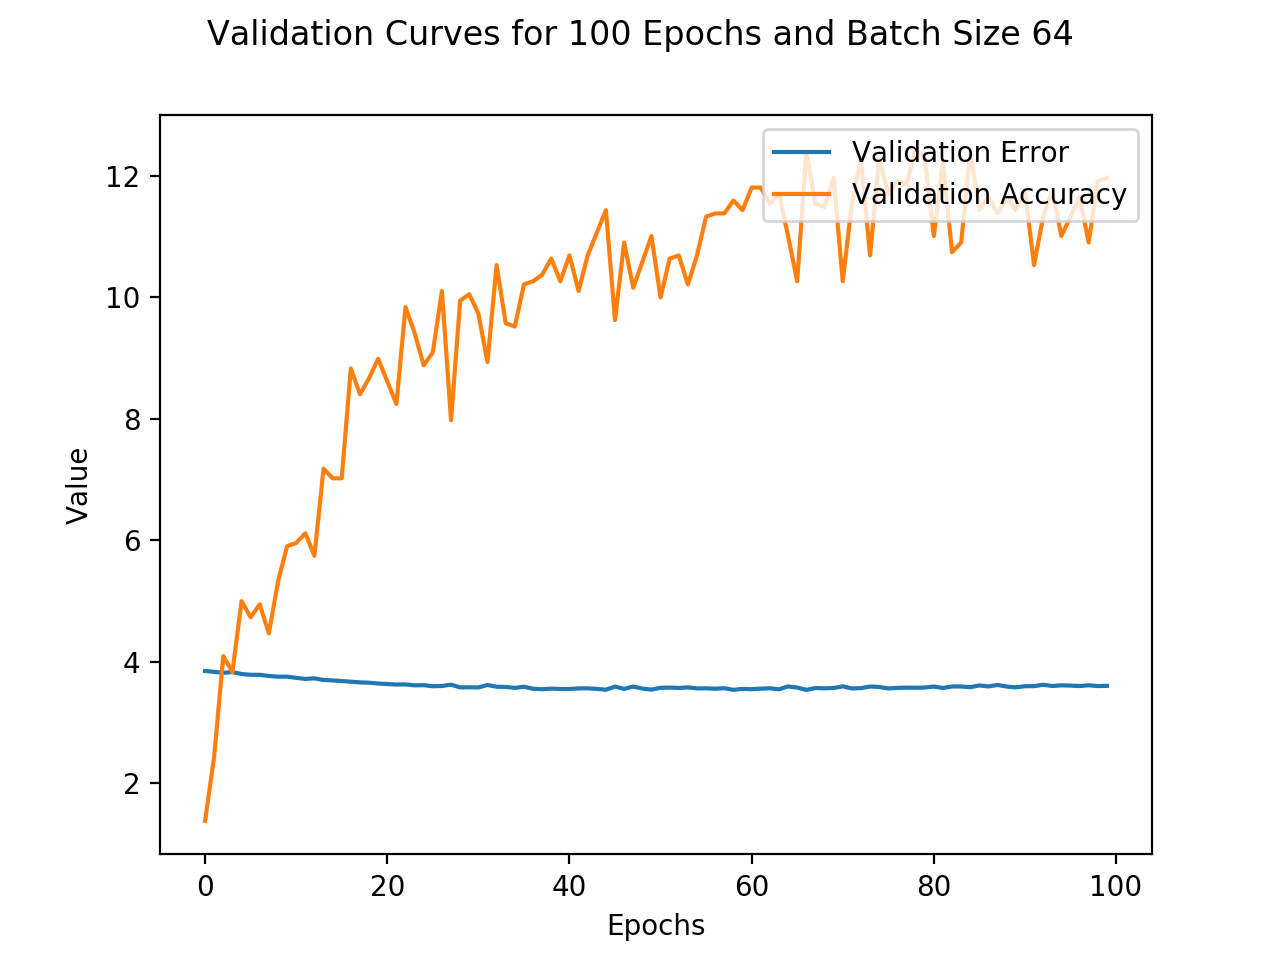 Validation Curves for 100 Epochs and Batch Size 64
Validation Error
Validation Accuracy
12
10
8
6
4
2
Value
0 20 40 60 80 100
Epochs